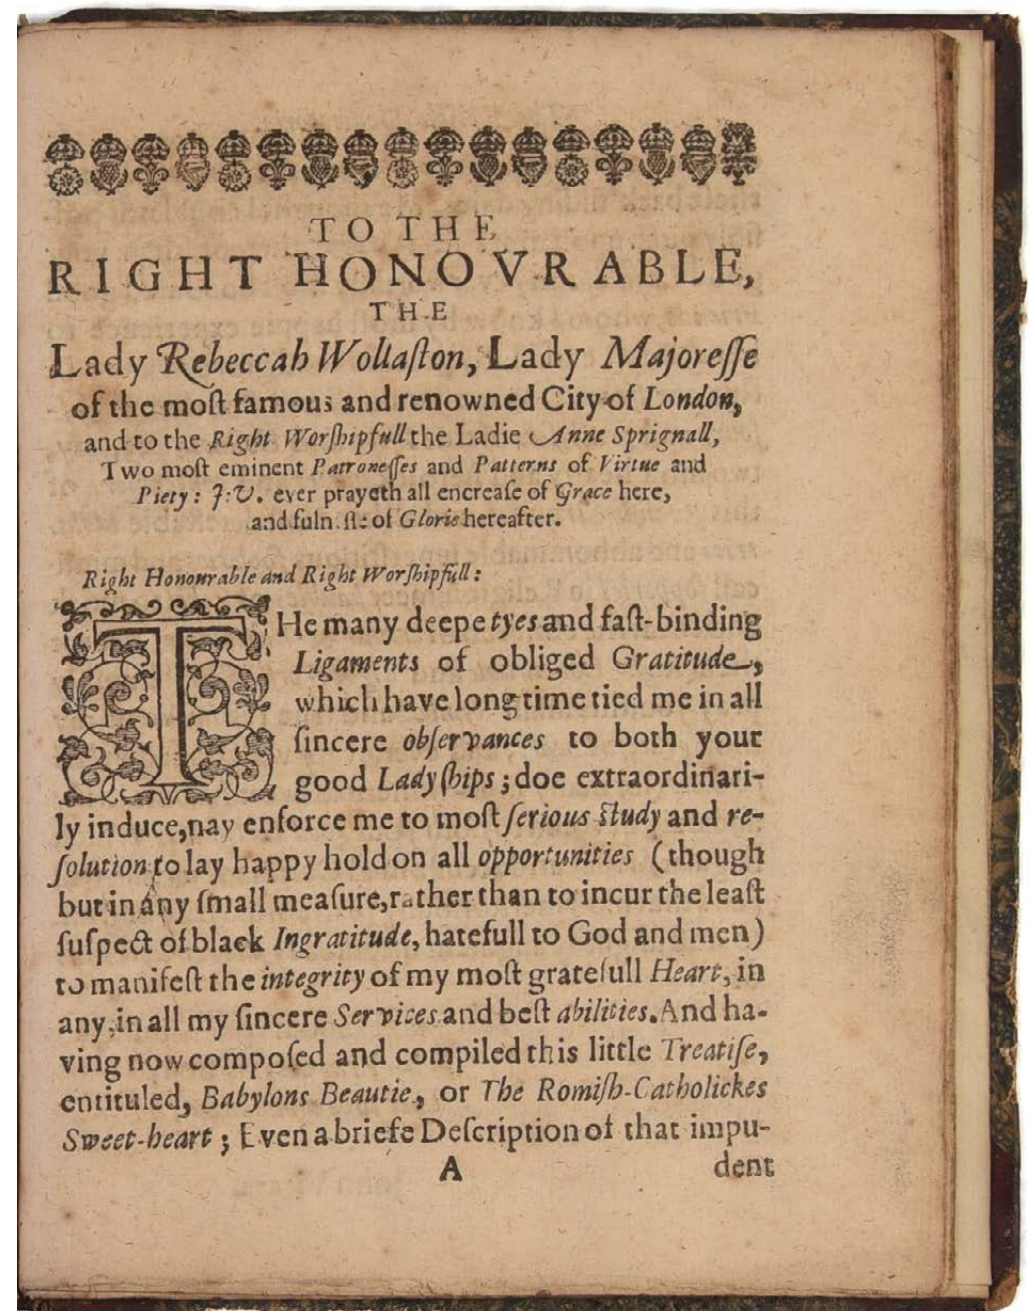 TO THE
RIGHT HONOVRABLE,
THE
Lady Rebeccah Wollaſton, Lady Majoreſſe
of the moſt famous and renowned City of London,
and to the Right Worſhipfull the Ladie Anne Sprignall,
Two moſt eminent Patroneſſes and Patterns of Virtue and
Piety: J:V. ever prayeth all encreaſe of Grace here,
and fulneſſe of Glorie hereafter.
Right Honourable and Right Worſhipfull:
THe many deepe tyes and faſt-binding
Ligaments of obliged Gratitude,
which have long time tied me in all
ſincere obſervances to both your
good Ladyſhips; doe extraordinari-
ly induce, nay enforce me to moſt ſerious ſtudy and re-
ſolution to lay happy hold on all opportunities (though
but in any ſmall meaſure, rather than to incur the leaſt
ſuſpect of black Ingratitude, hatefull to God and men)
to manifeſt the integrity of my moſt gratefull Heart, in
any, in all my ſincere Services and beſt abilities. And ha-
ving now compoſed and compiled this little Treatiſe,
entituled, Babylons Beautie, or The Romiſh-Catholickes
Sweet-heart; Even a briefe Deſcription of that impu-
A dent